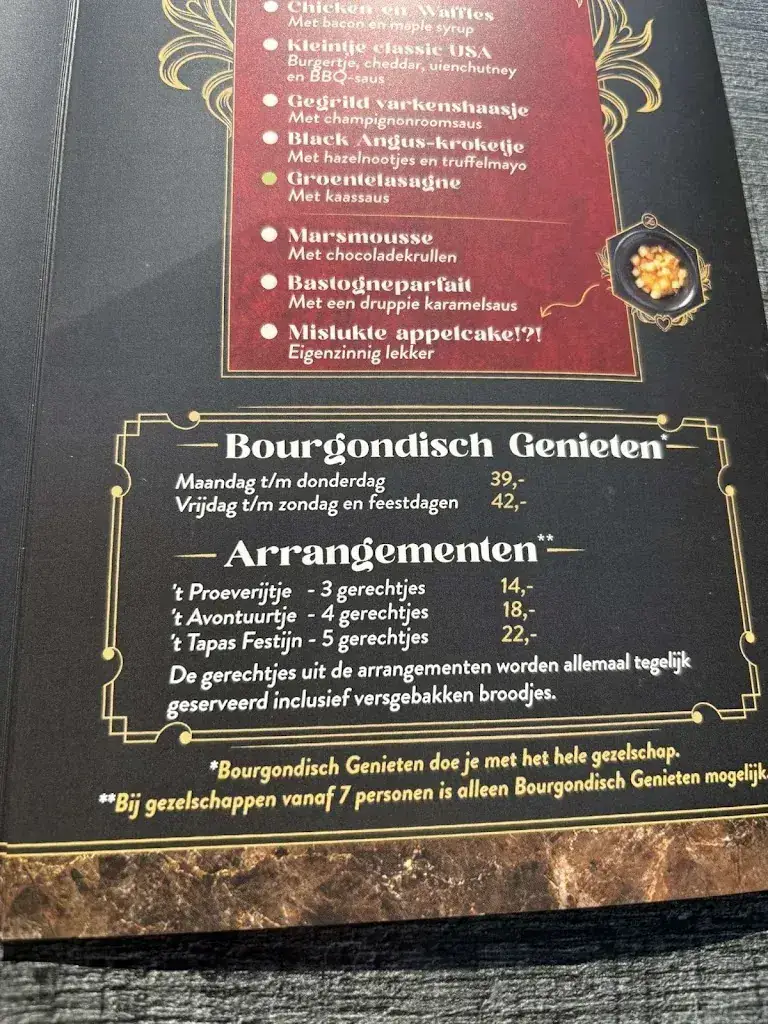 Chicken en Waffles
Met bacon en maple syrup
Kleintje classic USA
Burgertje, cheddar, uienchutney
en BBQ-saus
Gegrild varkenshaasje
Met champignonroomsaus
Black Angus-kroketje
Met hazelnootjes en truffelmayo
Groentelasagne
Met kaassaus
Marsmousse
Met chocoladekrullen
Bastogneparfait
Met een druppie karamelsaus
Mislukte appelcake!?!
Eigenzinnig lekker
Bourgondisch Genieten*
Maandag t/m donderdag 39,-
Vrijdag t/m zondag en feestdagen 42,-
Arrangementen**
't Proeverijtje - 3 gerechtjes 14,-
't Avontuurtje - 4 gerechtjes 18,-
't Tapas Festijn - 5 gerechtjes 22,-
De gerechtjes uit de arrangementen worden allemaal tegelijk
geserveerd inclusief versgebakken broodjes.
*Bourgondisch Genieten doe je met het hele gezelschap.
**Bij gezelschappen vanaf 7 personen is alleen Bourgondisch Genieten mogelijk.